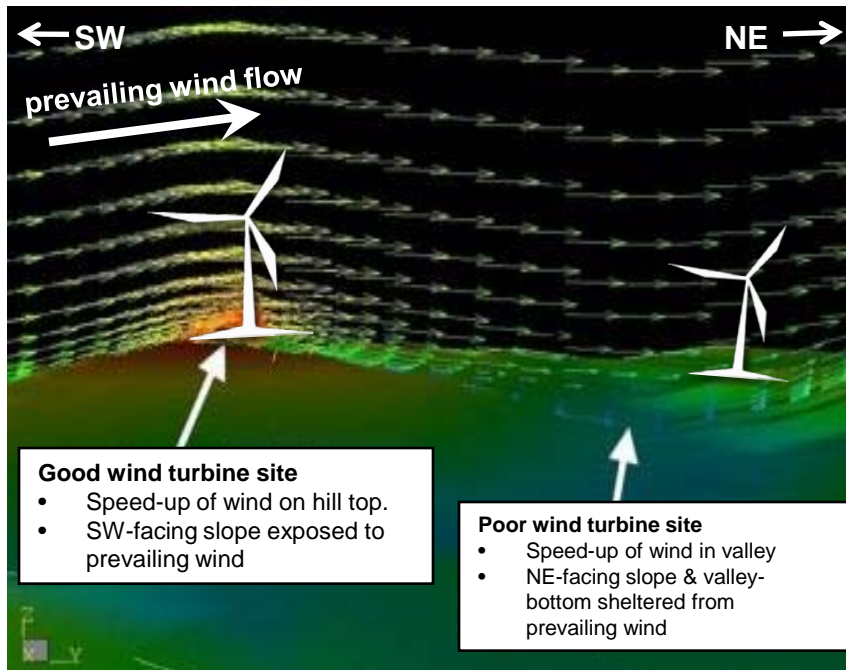 SW
NE
prevailing wind flow
Good wind turbine site
• Speed-up of wind on hill top.
• SW-facing slope exposed to
prevailing wind
Poor wind turbine site
• Speed-up of wind in valley
• NE-facing slope & valley-
bottom sheltered from
prevailing wind
Z
X Y